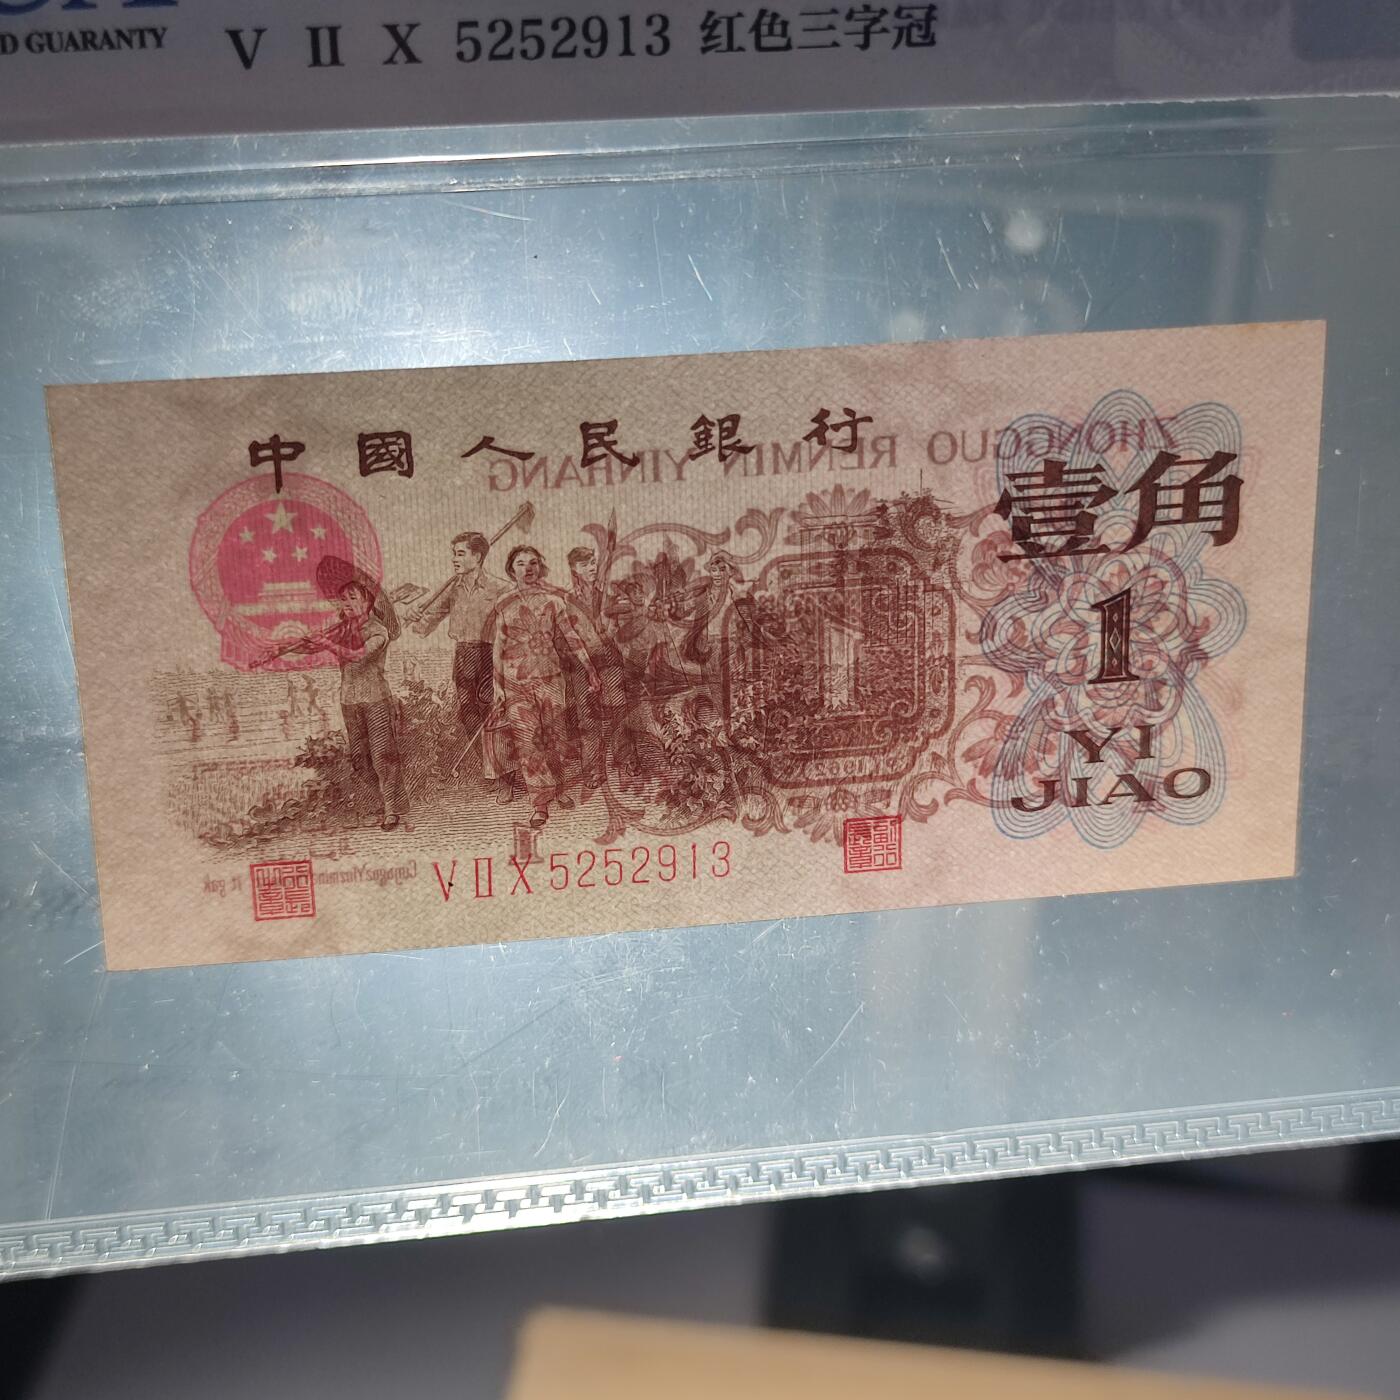 D GUARANTY
V II X 5252913 红色三字冠
中國人民銀行
ZHONGGUO RENMIN YINHANG
壹角
1
YI
JIAO
V II X 5252913